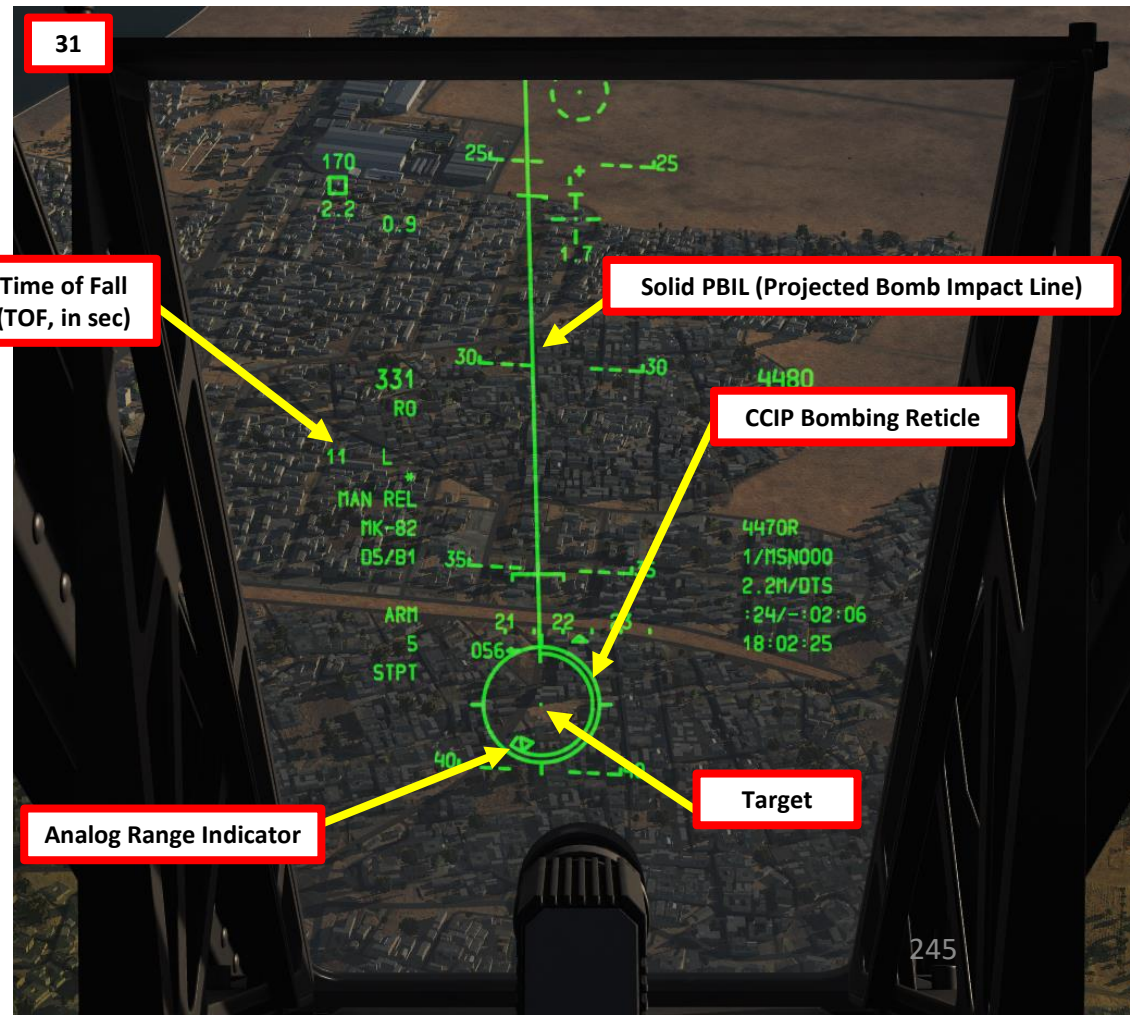 31
170
25 25
2.2
0.9
1.7
Time of Fall
(TOF, in sec)
Solid PBIL (Projected Bomb Impact Line)
30 30
331
4480
R0
CCIP Bombing Reticle
11 L
*
MAN REL
MK-82
D5/B1
4470R
1/MSN000
2.2M/DTS
:24/-:02:06
18:02:25
35
ARM
5
STPT
21 22 23
056
40 40
Target
Analog Range Indicator
245